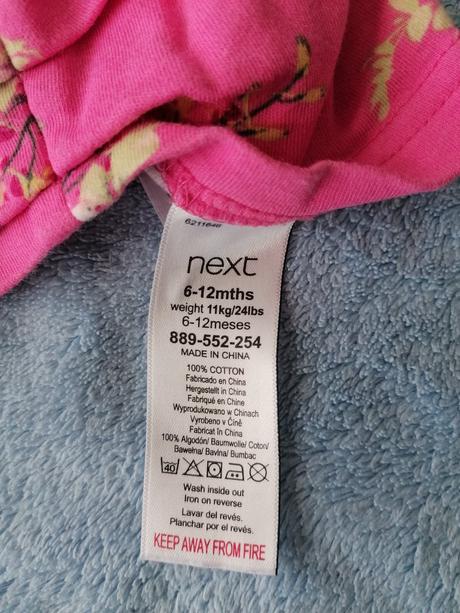 6211646
next
6-12mths
weight 11kg/24lbs
6-12meses
889-552-254
MADE IN CHINA
100% COTTON
Fabricado en China
Hergestellt in China
Fabriqué en Chine
Wyprodukowano w Chinach
Vyrobeno v Číně
Fabricat în China
100% Algodón/ Baumwolle/ Coton/
Bawełna/ Bavlna/ Bumbac
40
Wash inside out
Iron on reverse
Lavar del revés.
Planchar por el revés.
KEEP AWAY FROM FIRE